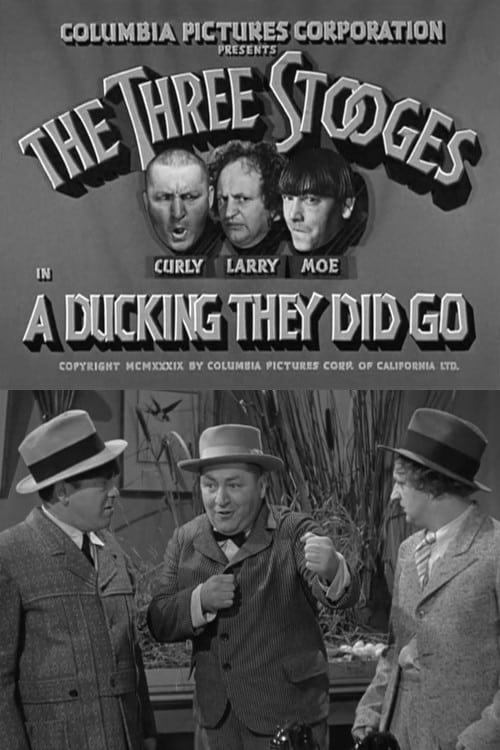 COLUMBIA PICTURES CORPORATION
PRESENTS
THE THREE STOOGES
CURLY LARRY MOE
IN
A DUCKING THEY DID GO
COPYRIGHT MCMXXXIX BY COLUMBIA PICTURES CORP. OF CALIFORNIA LTD.